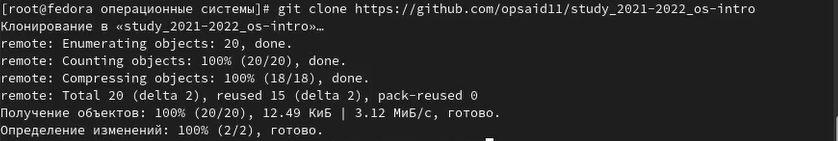 [root@fedora операционные системы]# git clone https://github.com/opsaid11/study_2021-2022_os-intro
Клонирование в «study_2021-2022_os-intro»…
remote: Enumerating objects: 20, done.
remote: Counting objects: 100% (20/20), done.
remote: Compressing objects: 100% (18/18), done.
remote: Total 20 (delta 2), reused 15 (delta 2), pack-reused 0
Получение объектов: 100% (20/20), 12.49 КиБ | 3.12 МиБ/с, готово.
Определение изменений: 100% (2/2), готово.